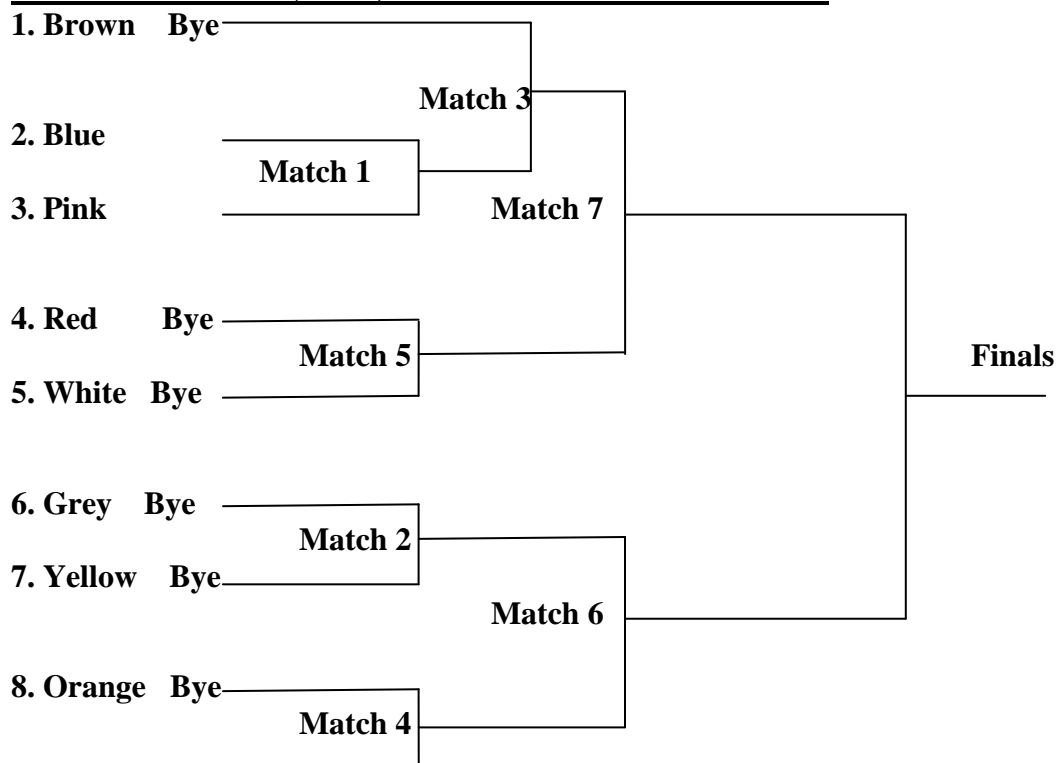 1. Brown Bye
Match 3
2. Blue
Match 1
3. Pink
Match 7
4. Red Bye
Match 5
Finals
5. White Bye
6. Grey Bye
Match 2
7. Yellow Bye
Match 6
8. Orange Bye
Match 4